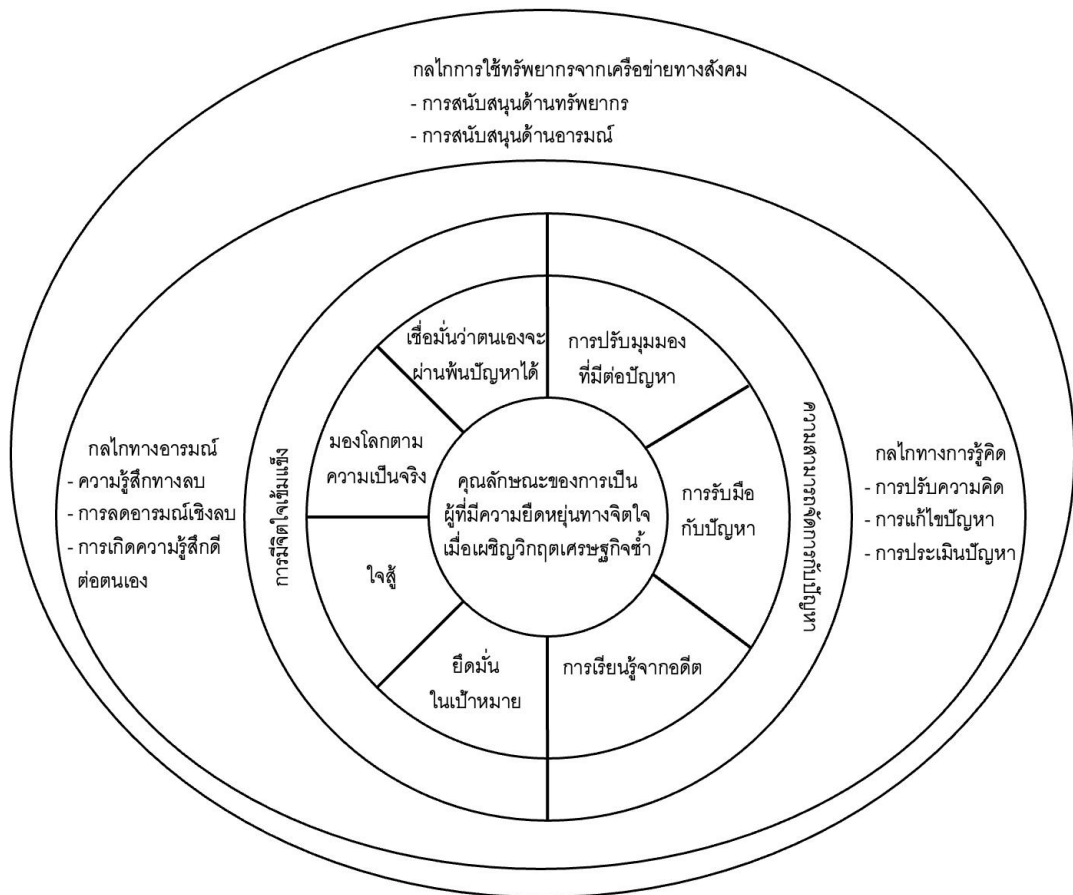 กลไกการใช้ทรัพยากรจากเครือข่ายทางสังคม
- การสนับสนุนด้านทรัพยากร
- การสนับสนุนด้านอารมณ์
เชื่อมั่นว่าตนเองจะ
ผ่านพ้นปัญหาได้
การปรับมุมมอง
ที่มีต่อปัญหา
กลไกทางอารมณ์
- ความรู้สึกทางลบ
- การลดอารมณ์เชิงลบ
- การเกิดความรู้สึกดี
ต่อตนเอง
การมีจิตใจเข้มแข็ง
มองโลกตาม
ความเป็นจริง
คุณลักษณะของการเป็น
ผู้ที่มีความยืดหยุ่นทางจิตใจ
เมื่อเผชิญวิกฤตเศรษฐกิจซ้ำ
การรับมือ
กับปัญหา
ความสามารถจัดการกับปัญหา
กลไกทางการรู้คิด
- การปรับความคิด
- การแก้ไขปัญหา
- การประเมินปัญหา
ใจสู้
ยึดมั่น
ในเป้าหมาย
การเรียนรู้จากอดีต